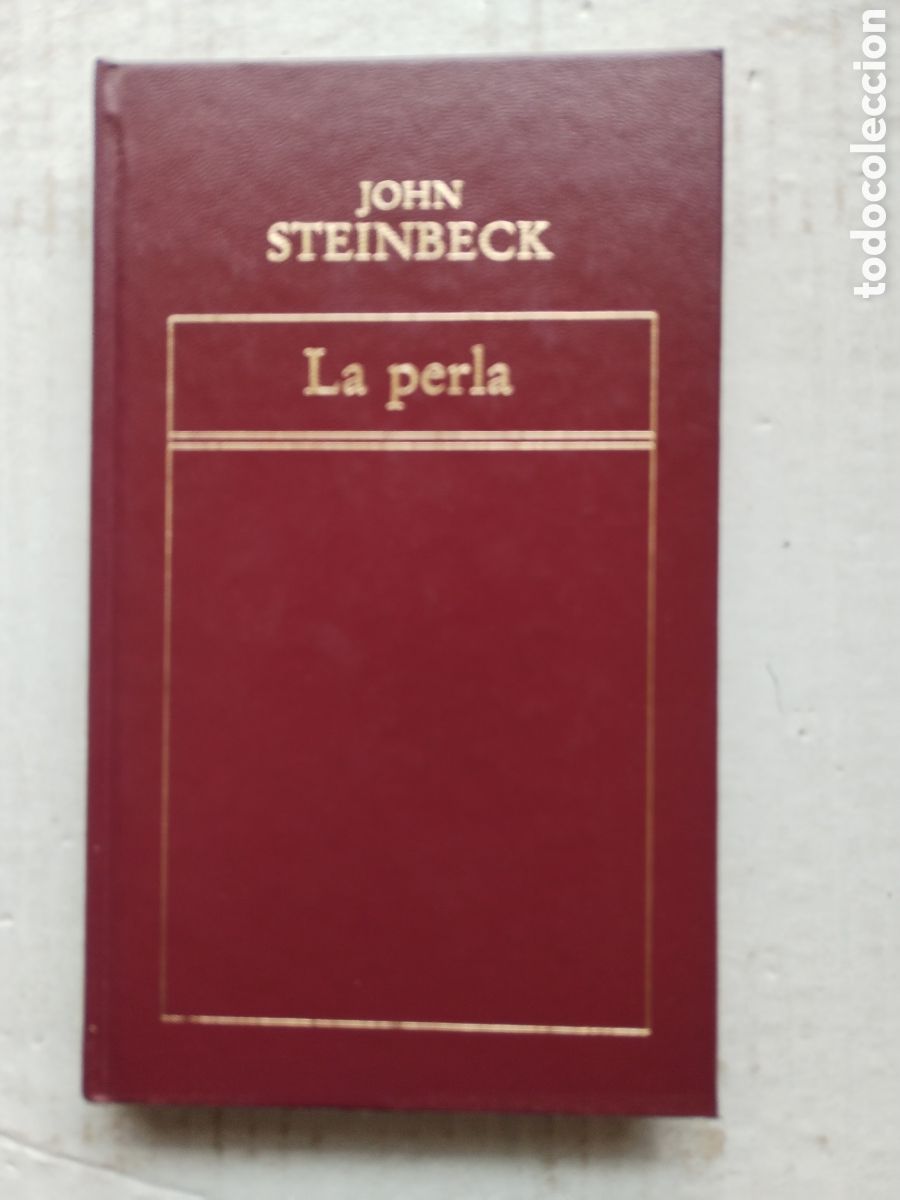 JOHN
STEINBECK
La perla
todocoleccion